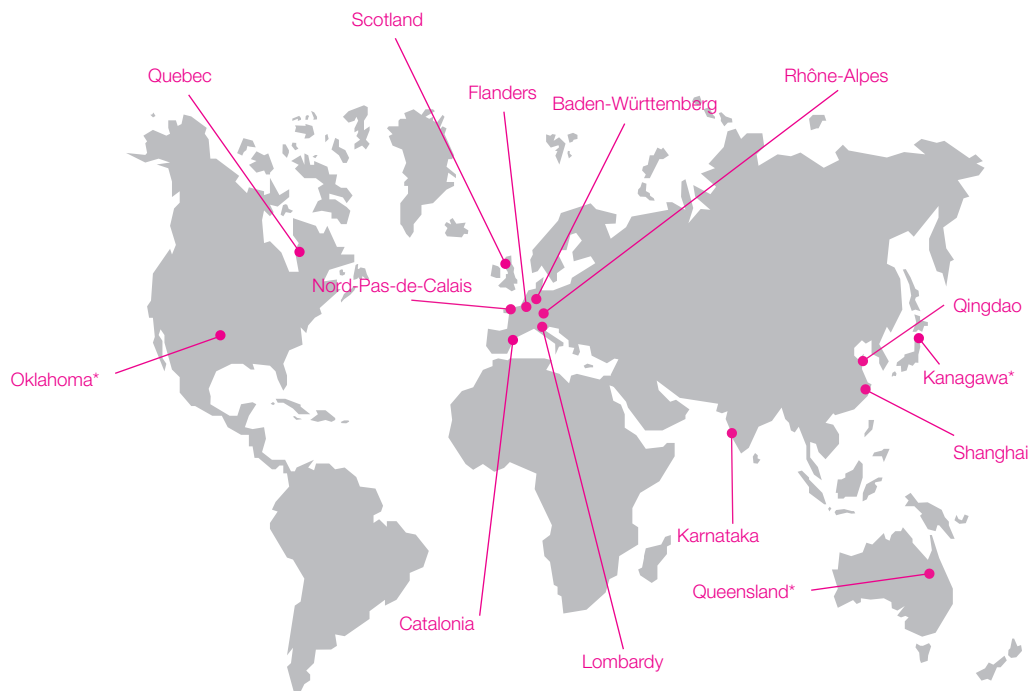 Scotland
Quebec
Rhône-Alpes
Flanders
Baden-Württemberg
Nord-Pas-de-Calais
Qingdao
Oklahoma*
Kanagawa*
Shanghai
Karnataka
Queensland*
Catalonia
Lombardy